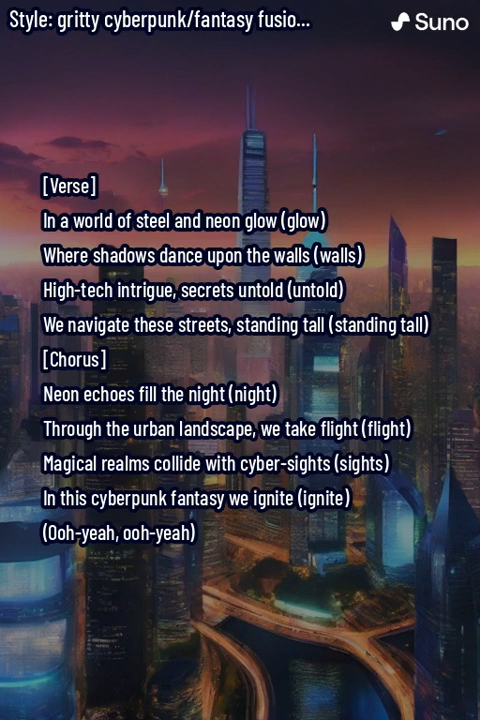 Style: gritty cyberpunk/fantasy fusio...
Suno
[Verse]
In a world of steel and neon glow (glow)
Where shadows dance upon the walls (walls)
High-tech intrigue, secrets untold (untold)
We navigate these streets, standing tall (standing tall)
[Chorus]
Neon echoes fill the night (night)
Through the urban landscape, we take flight (flight)
Magical realms collide with cyber-sights (sights)
In this cyberpunk fantasy we ignite (ignite)
(Ooh-yeah, ooh-yeah)